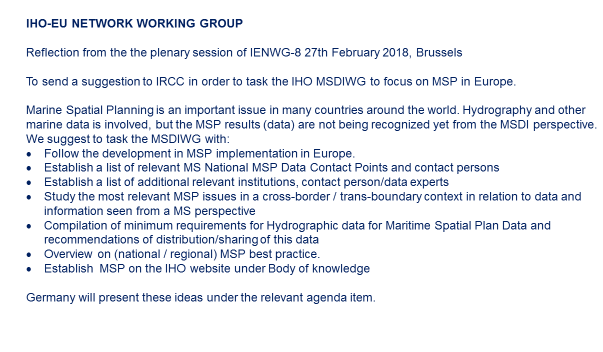 IHO-EU NETWORK WORKING GROUP
Reflection from the the plenary session of IENWG-8 27th February 2018, Brussels
To send a suggestion to IRCC in order to task the IHO MSDIWG to focus on MSP in Europe.
Marine Spatial Planning is an important issue in many countries around the world. Hydrography and other
marine data is involved, but the MSP results (data) are not being recognized yet from the MSDI perspective.
We suggest to task the MSDIWG with:
• Follow the development in MSP implementation in Europe.
• Establish a list of relevant MS National MSP Data Contact Points and contact persons
• Establish a list of additional relevant institutions, contact person/data experts
• Study the most relevant MSP issues in a cross-border / trans-boundary context in relation to data and
information seen from a MS perspective
• Compilation of minimum requirements for Hydrographic data for Maritime Spatial Plan Data and
recommendations of distribution/sharing of this data
• Overview on (national / regional) MSP best practice.
• Establish MSP on the IHO website under Body of knowledge
Germany will present these ideas under the relevant agenda item.